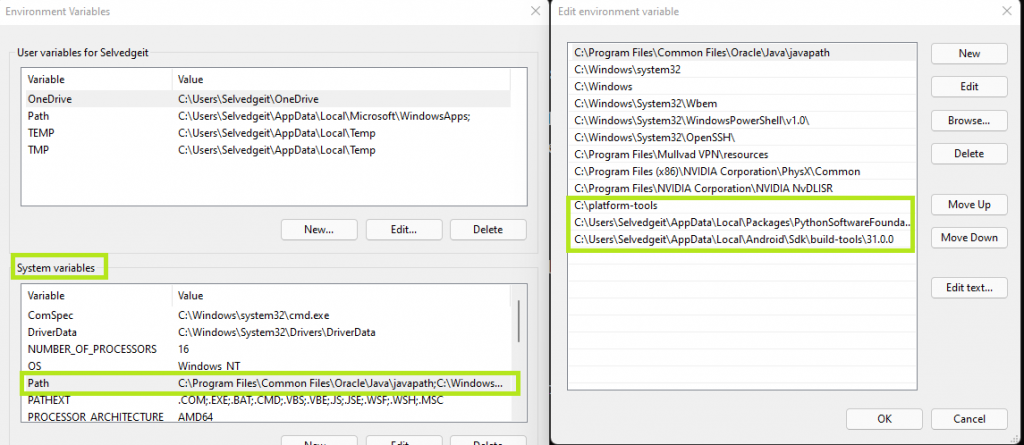 Environment Variables
User variables for Selvedgeit
Variable Value
OneDrive C:\Users\Selvedgeit\OneDrive
Path C:\Users\Selvedgeit\AppData\Local\Microsoft\WindowsApps;
TEMP C:\Users\Selvedgeit\AppData\Local\Temp
TMP C:\Users\Selvedgeit\AppData\Local\Temp
New... Edit... Delete
System variables
Variable Value
ComSpec C:\Windows\system32\cmd.exe
DriverData C:\Windows\System32\Drivers\DriverData
NUMBER_OF_PROCESSORS 16
OS Windows_NT
Path C:\Program Files\Common Files\Oracle\Java\javapath;C:\Windows...
PATHEXT .COM;.EXE;.BAT;.CMD;.VBS;.VBE;.JS;.JSE;.WSF;.WSH;.MSC
PROCESSOR_ARCHITECTURE AMD64
New... Edit... Delete
Edit environment variable
C:\Program Files\Common Files\Oracle\Java\javapath
C:\Windows\system32
C:\Windows
C:\Windows\System32\Wbem
C:\Windows\System32\WindowsPowerShell\v1.0\
C:\Windows\System32\OpenSSH\
C:\Program Files\Mullvad VPN\resources
C:\Program Files (x86)\NVIDIA Corporation\PhysX\Common
C:\Program Files\NVIDIA Corporation\NVIDIA NvDLISR
C:\platform-tools
C:\Users\Selvedgeit\AppData\Local\Packages\PythonSoftwareFounda...
C:\Users\Selvedgeit\AppData\Local\Android\Sdk\build-tools\31.0.0
New
Edit
Browse...
Delete
Move Up
Move Down
Edit text...
OK Cancel